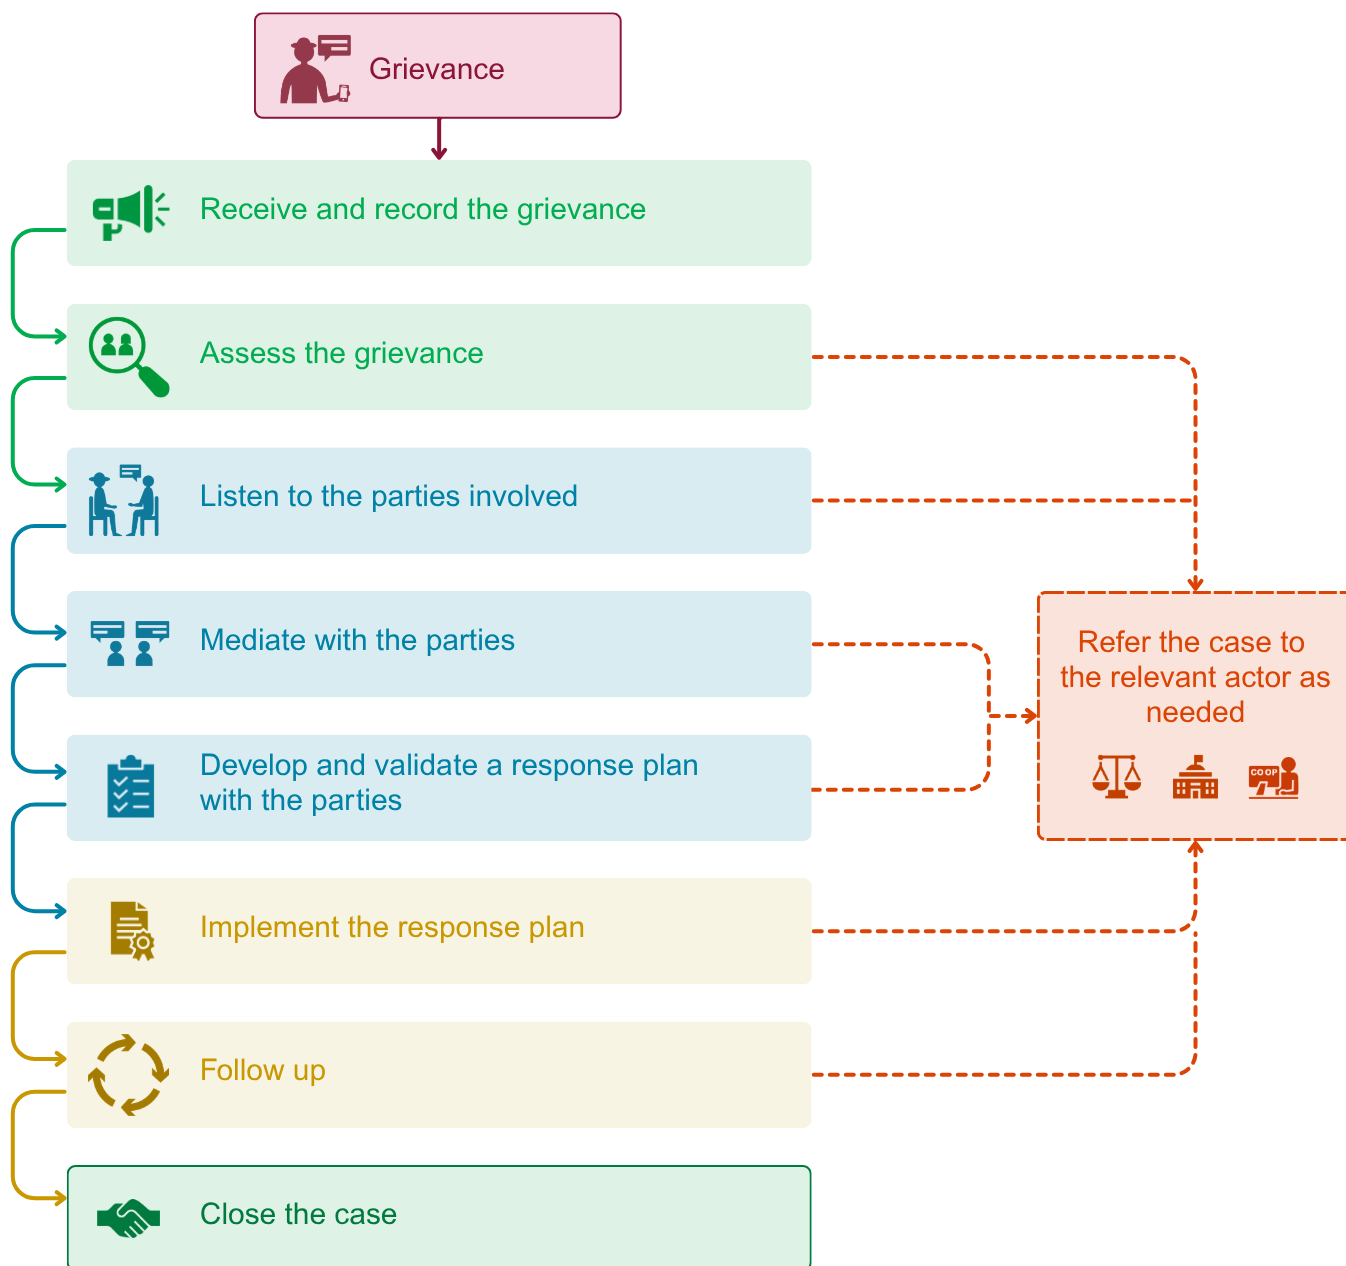 Grievance
Receive and record the grievance
Assess the grievance
Listen to the parties involved
Mediate with the parties
Develop and validate a response plan
with the parties
Implement the response plan
Follow up
Close the case
Refer the case to
the relevant actor as
needed
CO OP